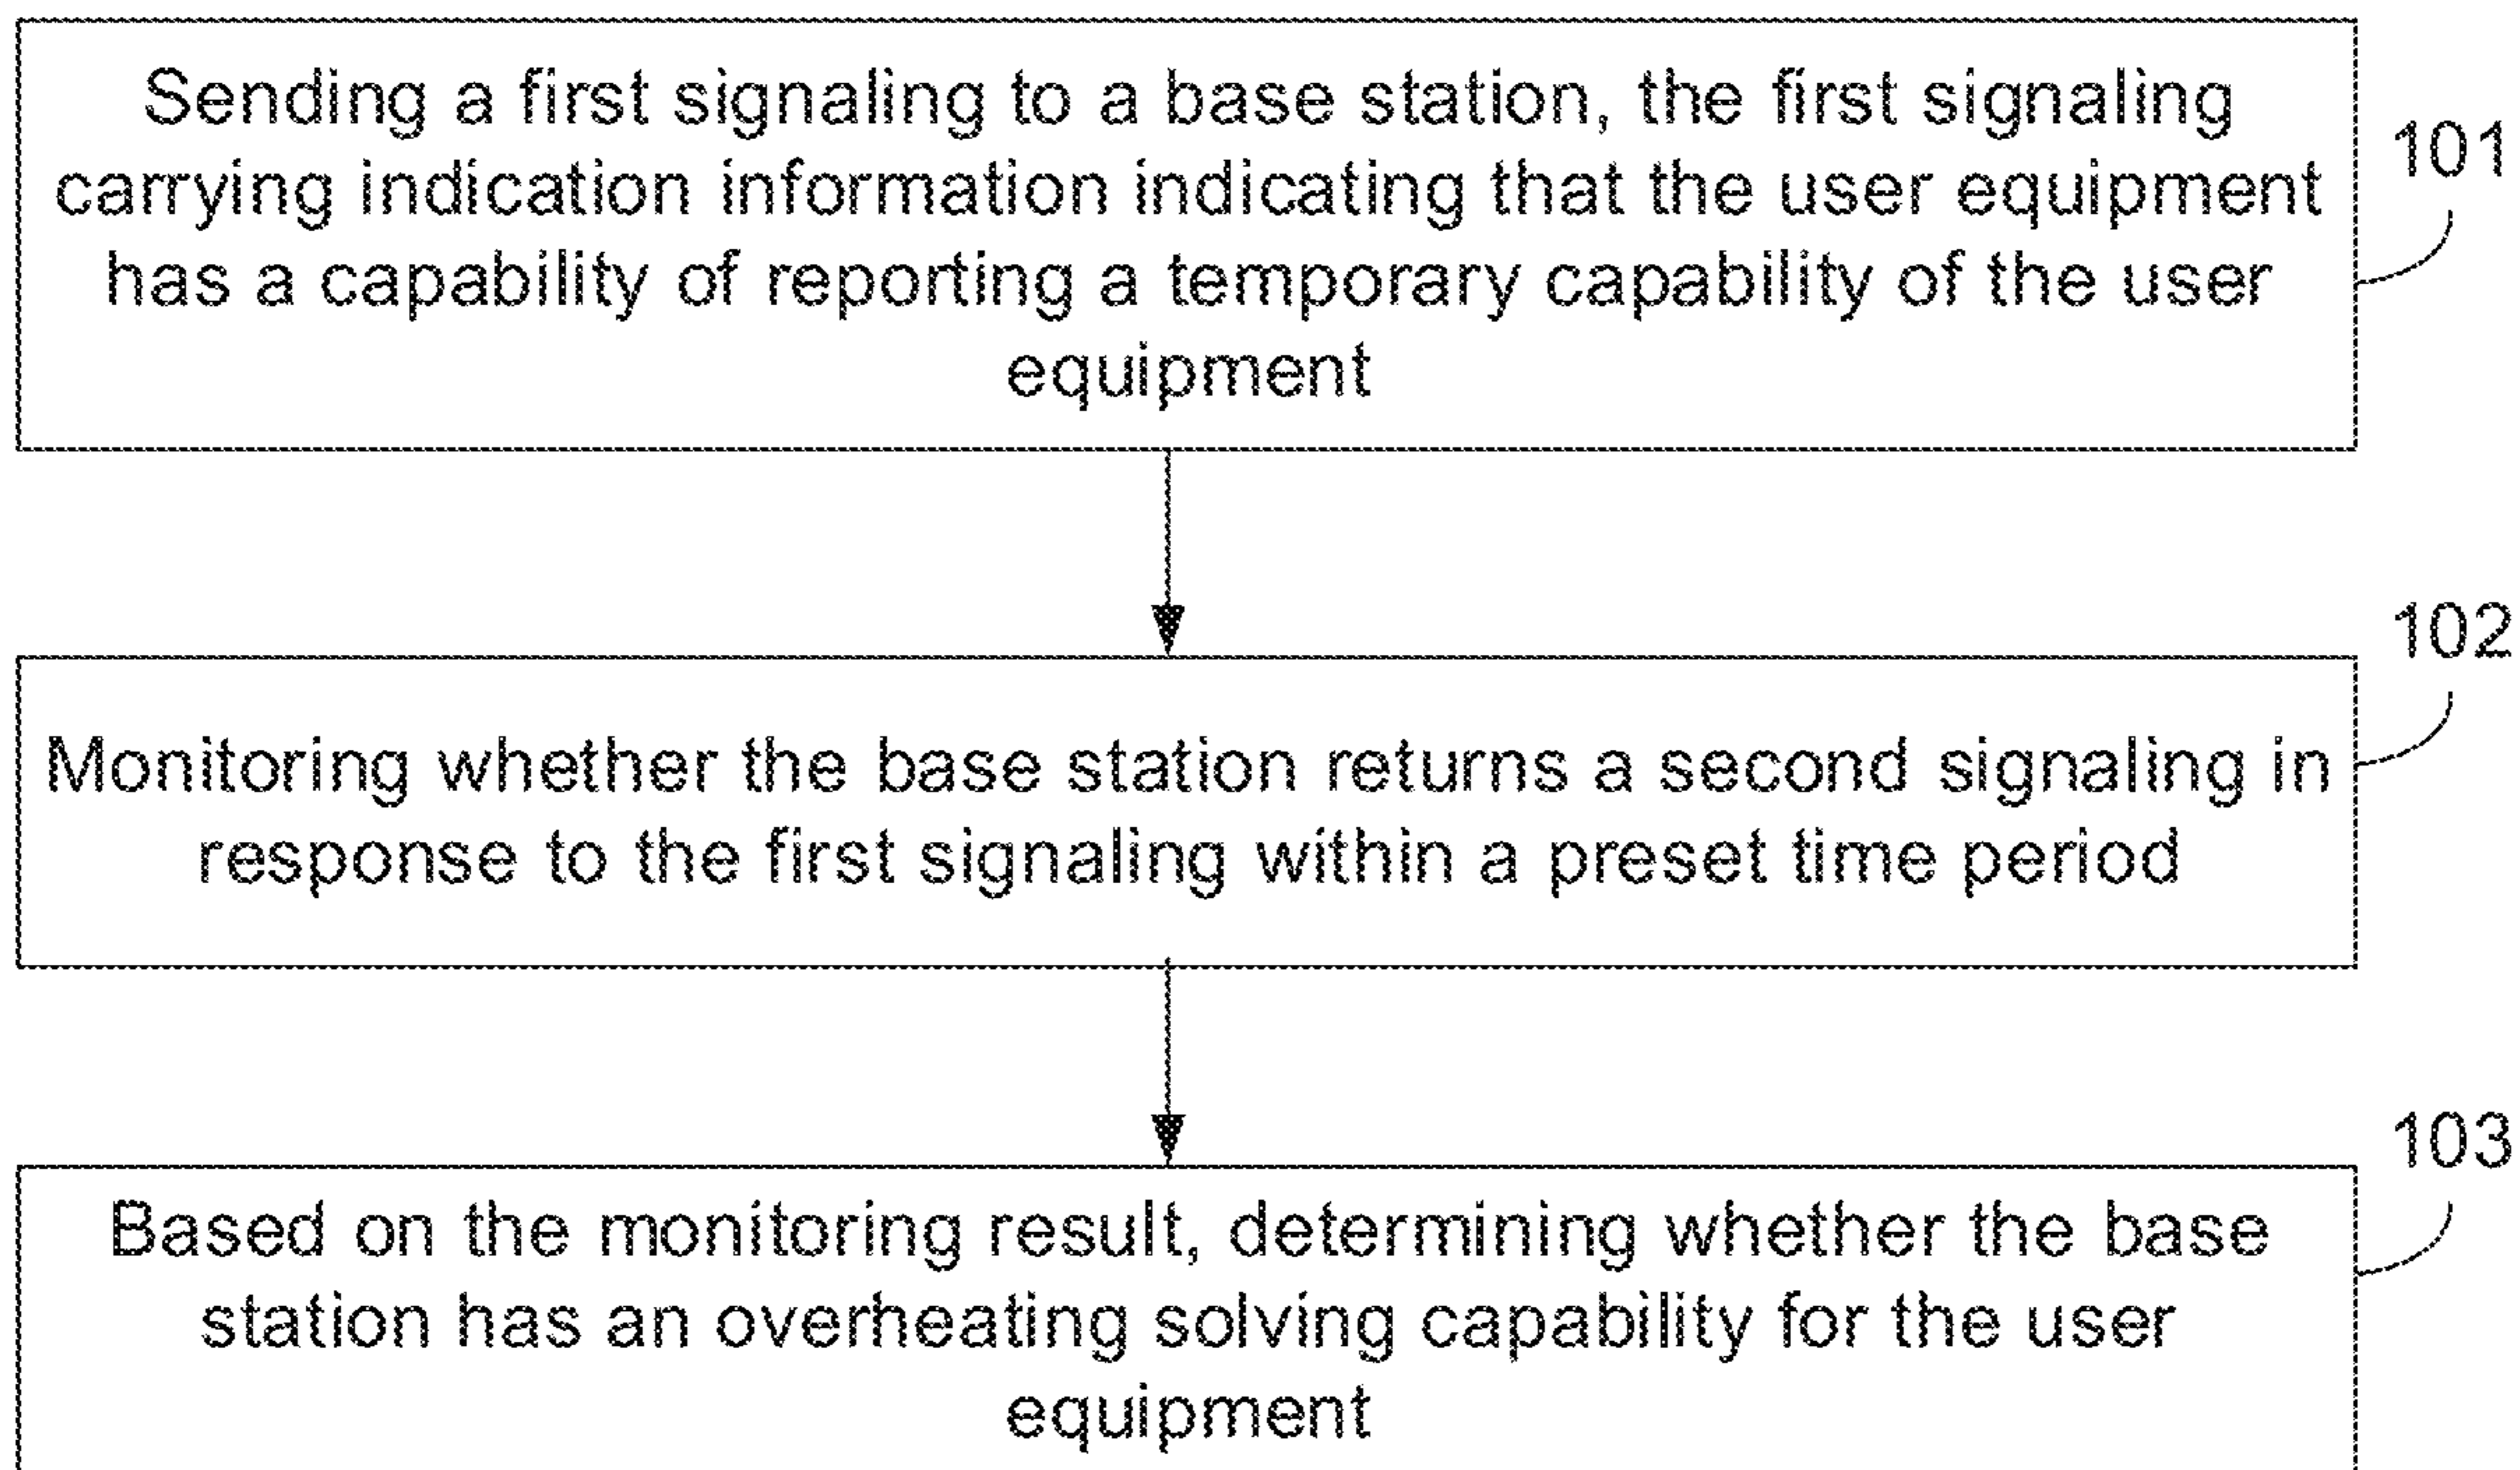 Sending a first signaling to a base station, the first signaling
carrying indication information indicating that the user equipment
has a capability of reporting a temporary capability of the user
equipment
101
Monitoring whether the base station returns a second signaling in
response to the first signaling within a preset time period
102
Based on the monitoring result, determining whether the base
station has an overheating solving capability for the user
equipment
103